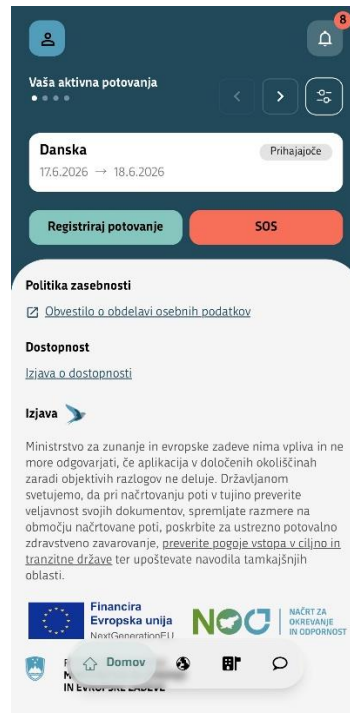 8
Vaša aktivna potovanja
Danska
Prihajajoče
17.6.2026 → 18.6.2026
Registriraj potovanje
SOS
Politika zasebnosti
Obvestilo o obdelavi osebnih podatkov
Dostopnost
Izjava o dostopnosti
Izjava
Ministrstvo za zunanje in evropske zadeve nima vpliva in ne
more odgovarjati, če aplikacija v določenih okoliščinah
zaradi objektivih razlogov ne deluje. Državljanom
svetujemo, da pri načrtovanju poti v tujino preverite
veljavnost svojih dokumentov, spremljate razmere na
območju načrtovane poti, poskrbite za ustrezno potovalno
zdravstveno zavarovanje, preverite pogoje vstopa v ciljno in
tranzitne države ter upoštevate navodila tamkajšnjih
oblasti.
Financira
Evropska unija
NextGenerationEU
NOO
NAČRT ZA
OKREVANJE
IN ODPORNOST
Domov
IN EVROPSKE ZADEVE